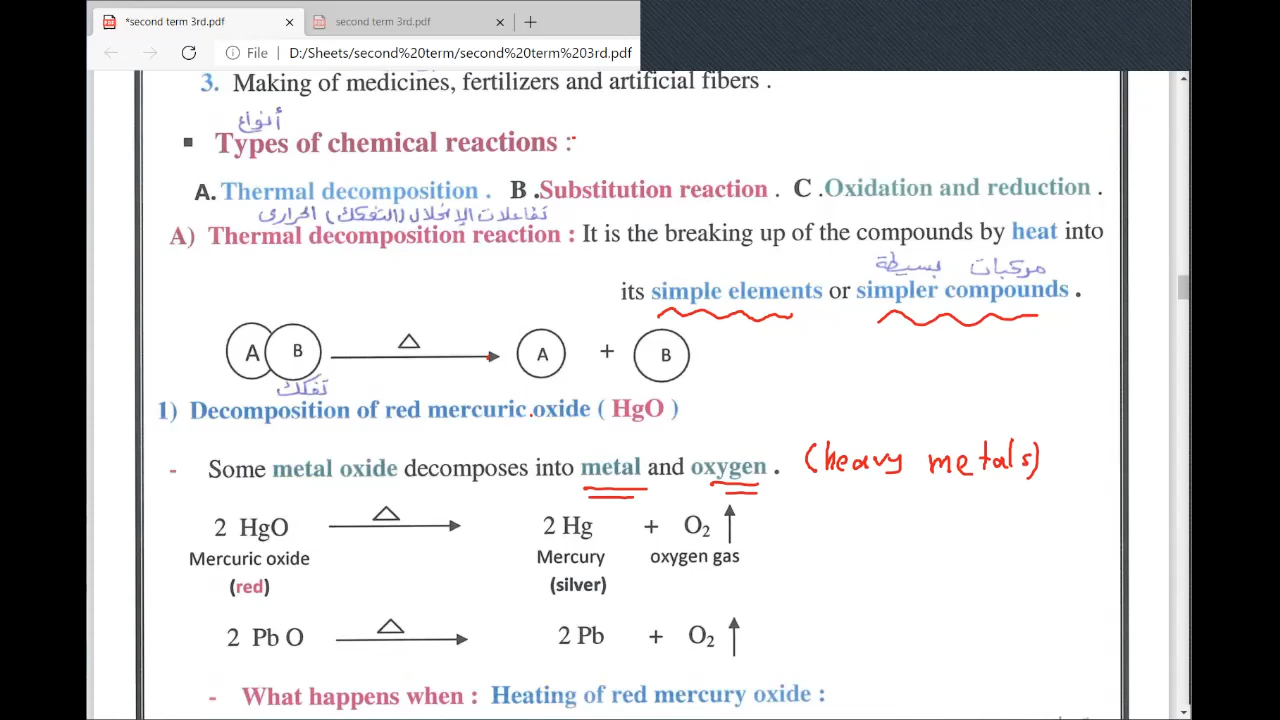 *second term 3rd.pdf
second term 3rd.pdf
File D:/Sheets/second%20term/second%20term%203rd.pdf
3. Making of medicines, fertilizers and artificial fibers .
أنواع
▪ Types of chemical reactions :-
A. Thermal decomposition . B .Substitution reaction . C .Oxidation and reduction .
تفاعلات الإنحلال (التفكك) الحرارى
A) Thermal decomposition reaction : It is the breaking up of the compounds by heat into
مركبات بسيطة
its simple elements or simpler compounds .
A B △ A + B
تفكك
1) Decomposition of red mercuric oxide ( HgO )
- Some metal oxide decomposes into metal and oxygen . (heavy metals)
2 HgO △ 2 Hg + O₂ ↑
Mercuric oxide Mercury oxygen gas
(red) (silver)
2 Pb O △ 2 Pb + O₂ ↑
- What happens when : Heating of red mercury oxide :